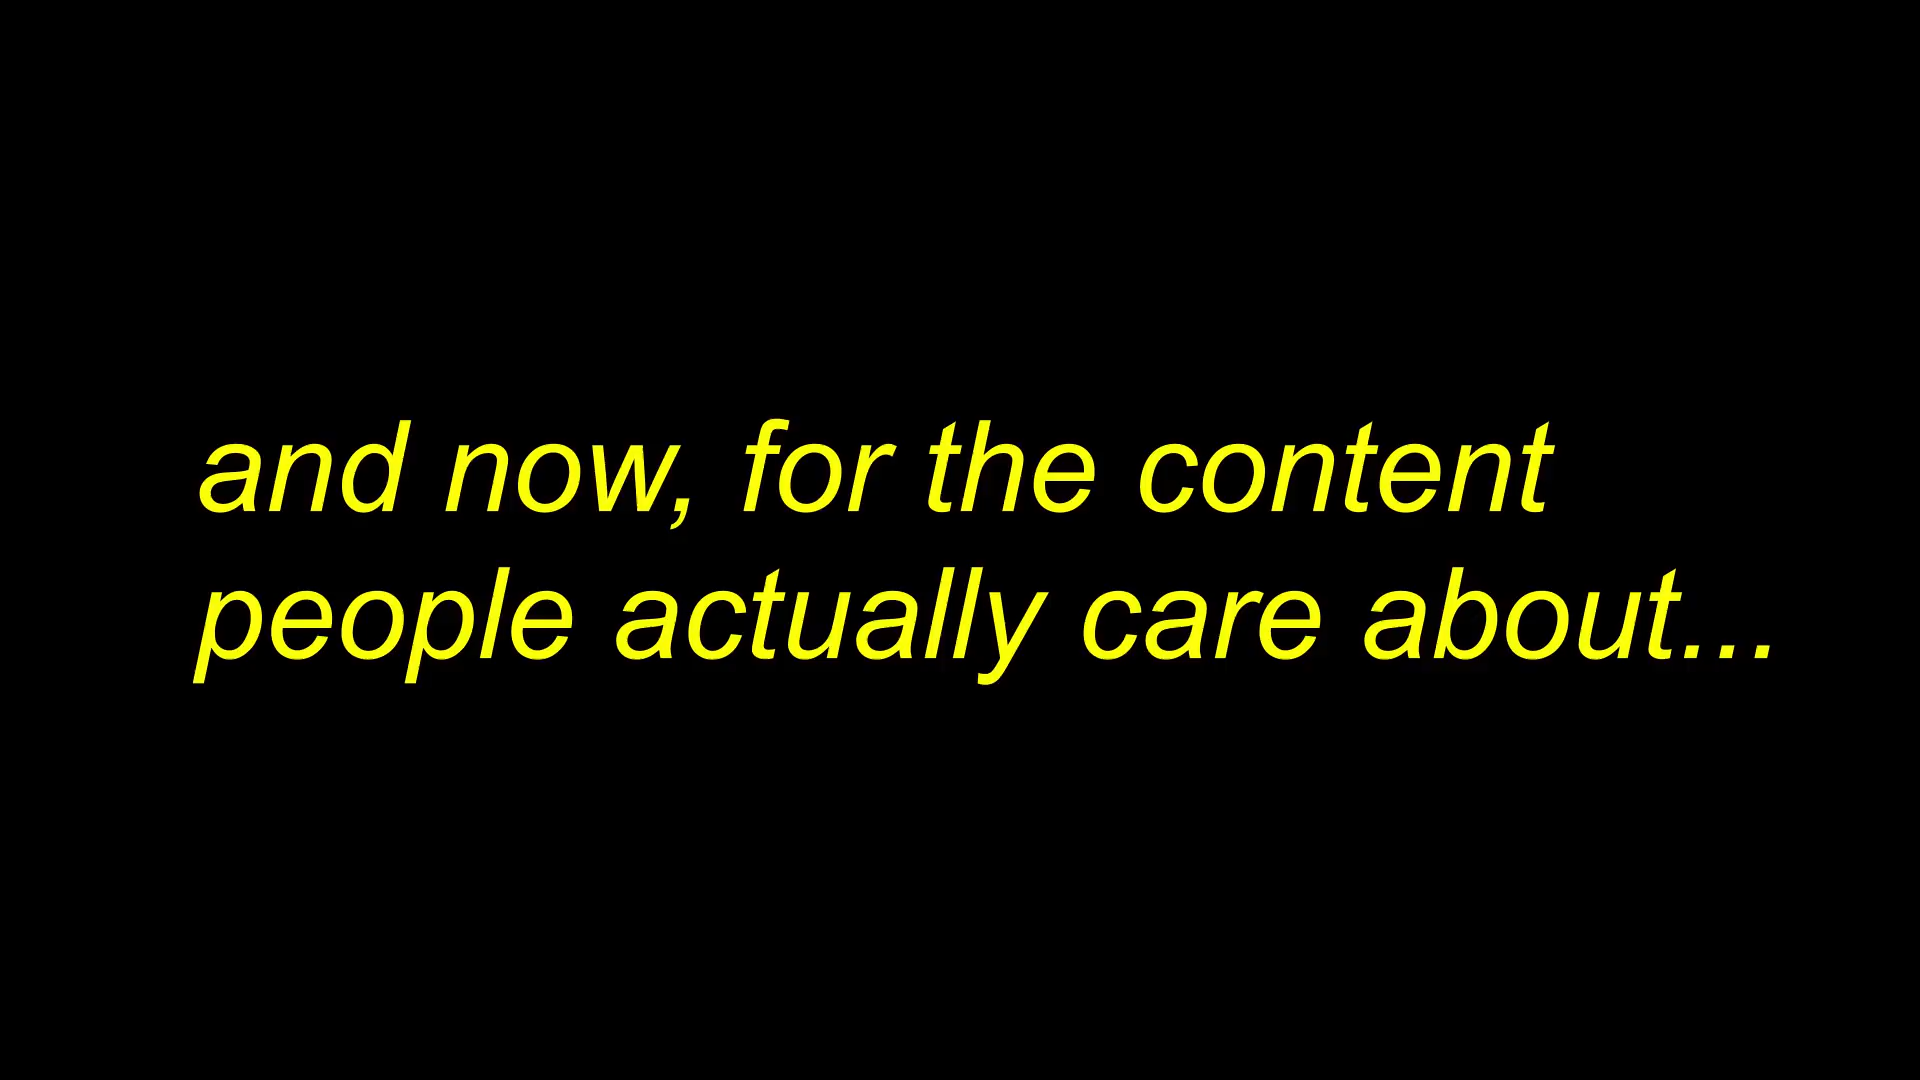 and now, for the content
people actually care about...